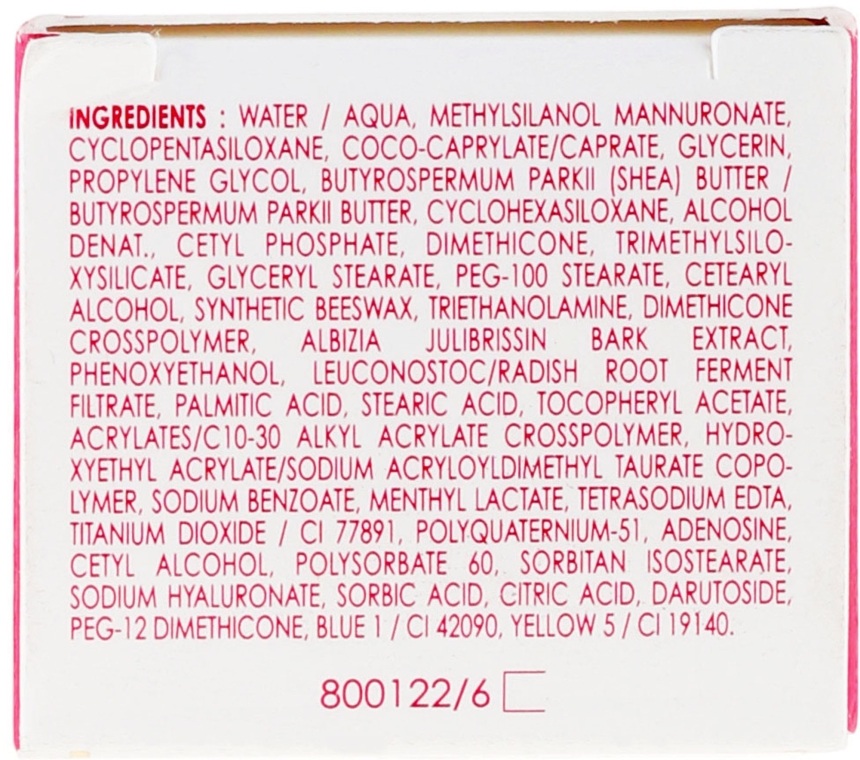 INGREDIENTS : WATER / AQUA, METHYLSILANOL MANNURONATE,
CYCLOPENTASILOXANE, COCO-CAPRYLATE/CAPRATE, GLYCERIN,
PROPYLENE GLYCOL, BUTYROSPERMUM PARKII (SHEA) BUTTER /
BUTYROSPERMUM PARKII BUTTER, CYCLOHEXASILOXANE, ALCOHOL
DENAT., CETYL PHOSPHATE, DIMETHICONE, TRIMETHYLSILO-
XYSILICATE, GLYCERYL STEARATE, PEG-100 STEARATE, CETEARYL
ALCOHOL, SYNTHETIC BEESWAX, TRIETHANOLAMINE, DIMETHICONE
CROSSPOLYMER, ALBIZIA JULIBRISSIN BARK EXTRACT,
PHENOXYETHANOL, LEUCONOSTOC/RADISH ROOT FERMENT
FILTRATE, PALMITIC ACID, STEARIC ACID, TOCOPHERYL ACETATE,
ACRYLATES/C10-30 ALKYL ACRYLATE CROSSPOLYMER, HYDRO-
XYETHYL ACRYLATE/SODIUM ACRYLOYLDIMETHYL TAURATE COPO-
LYMER, SODIUM BENZOATE, MENTHYL LACTATE, TETRASODIUM EDTA,
TITANIUM DIOXIDE / CI 77891, POLYQUATERNIUM-51, ADENOSINE,
CETYL ALCOHOL, POLYSORBATE 60, SORBITAN ISOSTEARATE,
SODIUM HYALURONATE, SORBIC ACID, CITRIC ACID, DARUTOSIDE,
PEG-12 DIMETHICONE, BLUE 1 / CI 42090, YELLOW 5 / CI 19140.
800122/6